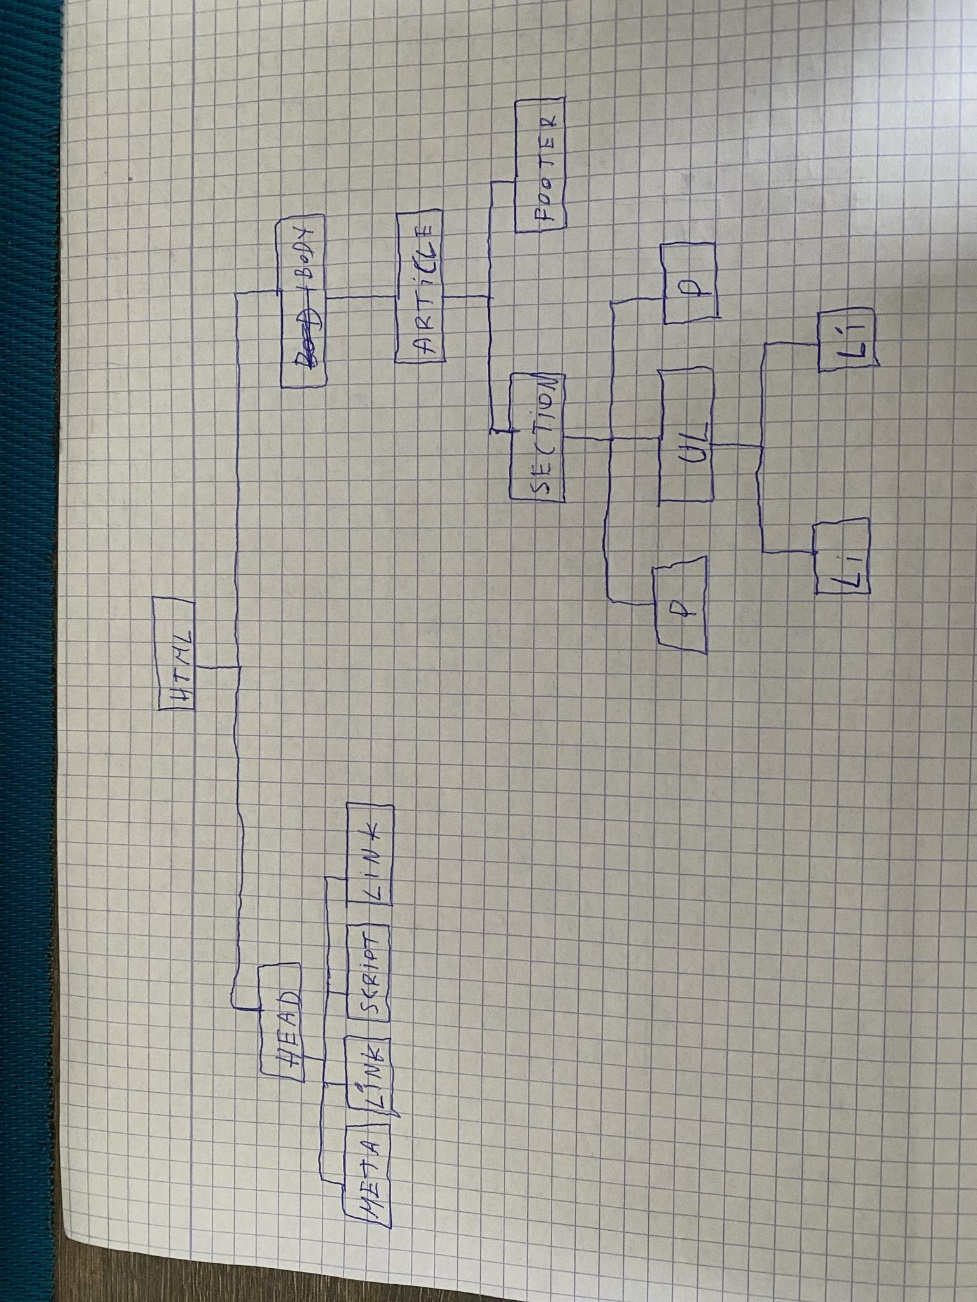 HTML
HEAD
BODY
META
LiNK
SCRiPT
LiNK
ARTiCLE
SECTiON
FOOTER
P
UL
P
Li
Li